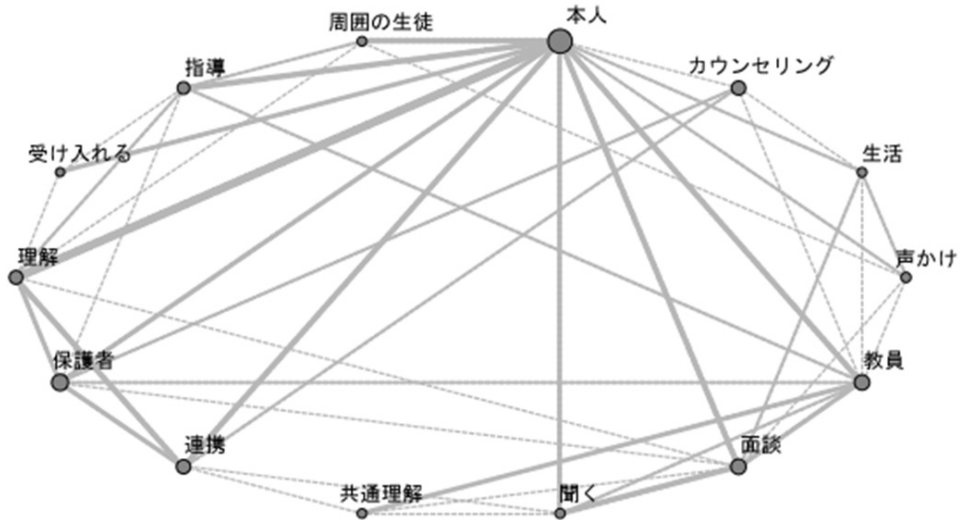 本人
周囲の生徒
カウンセリング
指導
受け入れる
生活
理解
声かけ
保護者
教員
連携
面談
共通理解
聞く